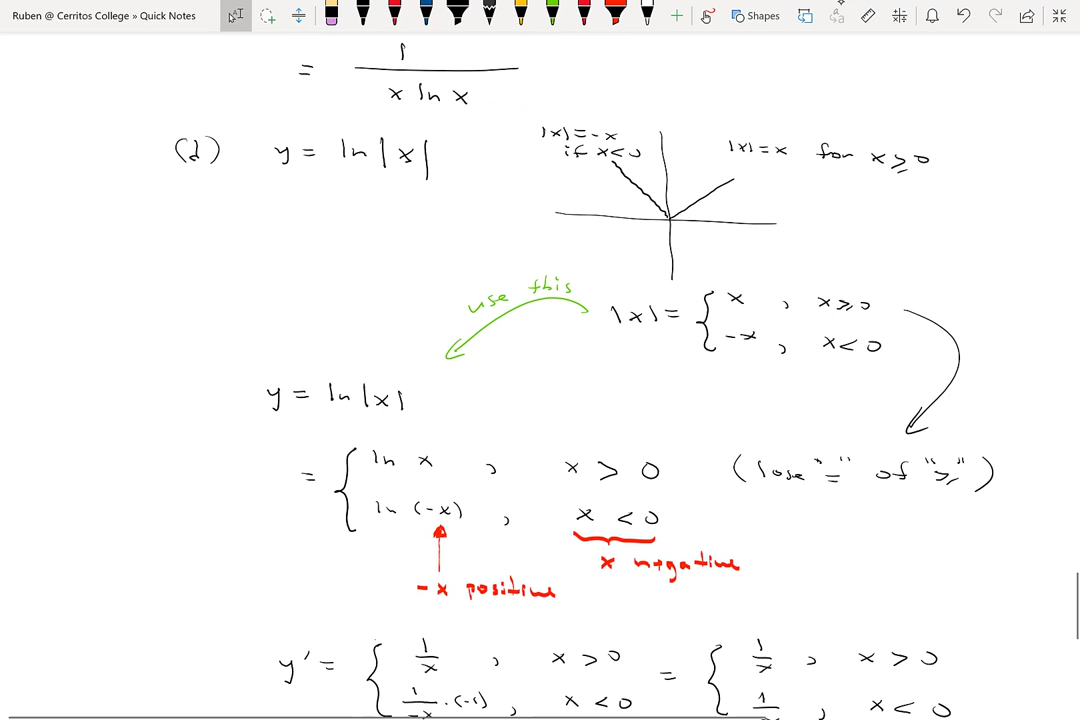 Ruben @ Cerritos College » Quick Notes
Shapes
= 1 / (x ln x)
(d) y = ln|x|
|x| = -x
if x < 0
|x| = x for x ≥ 0
use this
|x| = { x , x ≥ 0
-x , x < 0
y = ln|x|
= { ln x , x > 0 (lose "=" of "≥")
ln (-x) , x < 0
x negative
-x positive
y' = { 1/x , x > 0 = { 1/x , x > 0
1/-x · (-1) , x < 0 1/x , x < 0